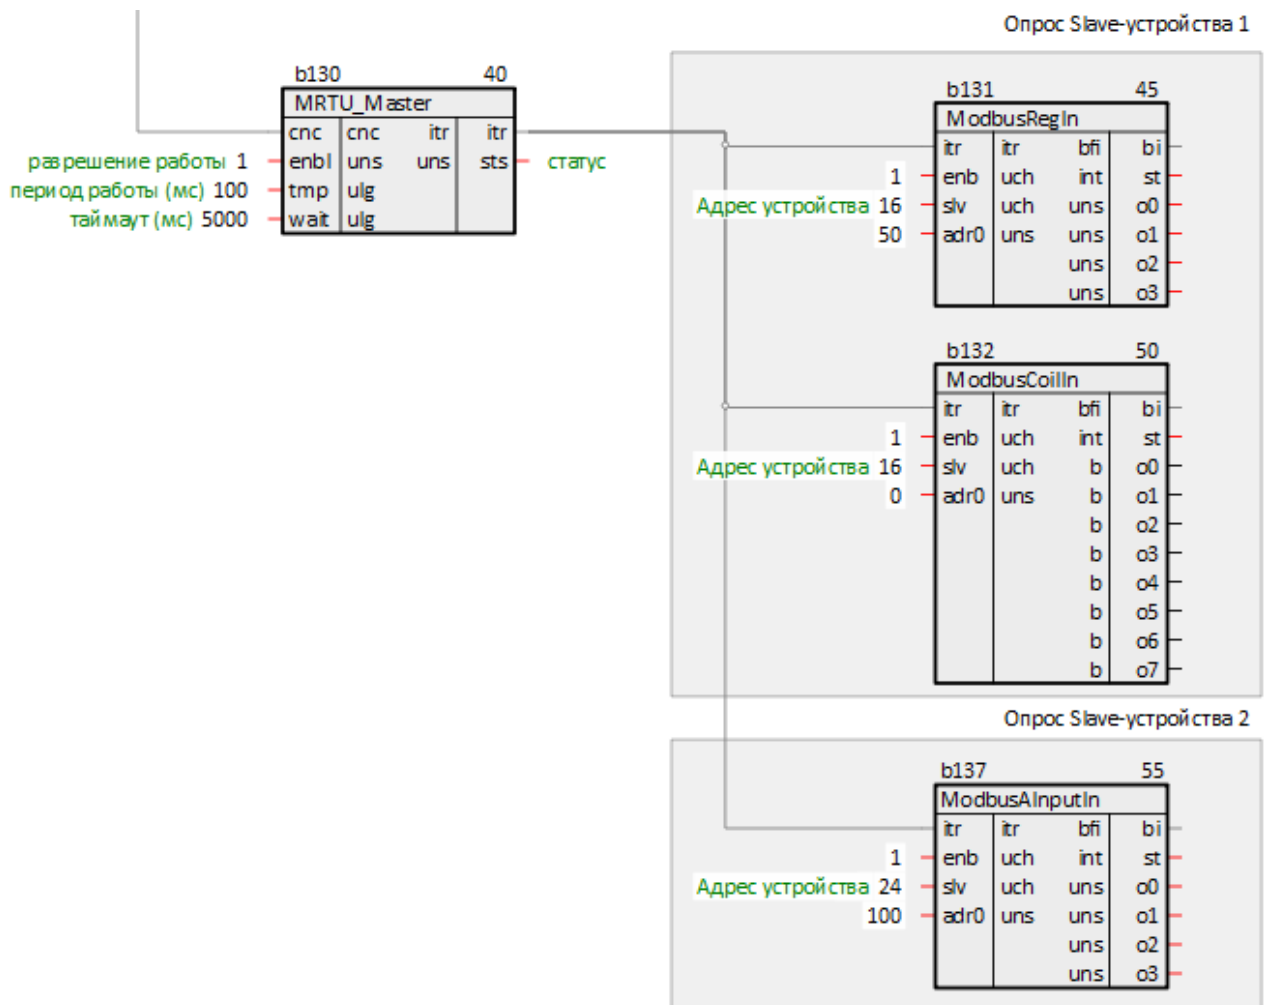 Опрос Slave-устройства 1
b130 40
MRTU_Master
cnc cnc itr itr
разрешение работы 1 enbl uns uns sts статус
период работы (мс) 100 tmp ulg
таймаут (мс) 5000 wait ulg
b131 45
ModbusRegIn
itr itr bfi bi
1 enb uch int st
Адрес устройства 16 slv uch uns o0
50 adr0 uns uns o1
uns o2
uns o3
b132 50
ModbusCoilIn
itr itr bfi bi
1 enb uch int st
Адрес устройства 16 slv uch b o0
0 adr0 uns b o1
b o2
b o3
b o4
b o5
b o6
b o7
Опрос Slave-устройства 2
b137 55
ModbusAInputIn
itr itr bfi bi
1 enb uch int st
Адрес устройства 24 slv uch uns o0
100 adr0 uns uns o1
uns o2
uns o3